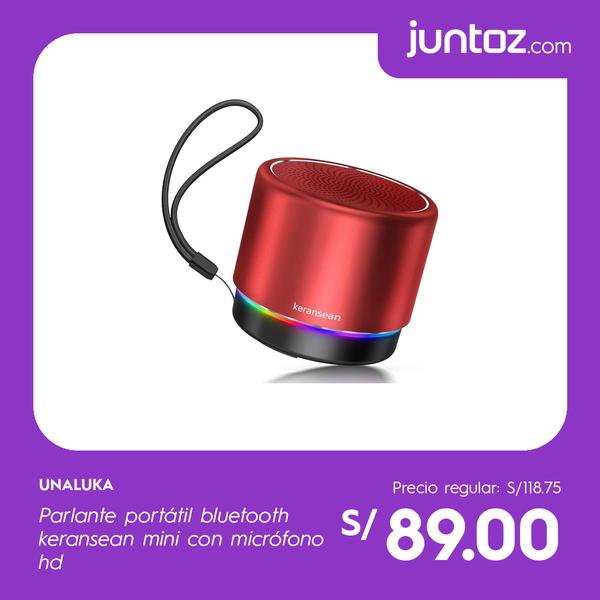 juntoz.com
keransean
UNALUKA
Parlante portátil bluetooth
keransean mini con micrófono
hd
Precio regular: S/118.75
S/89.00